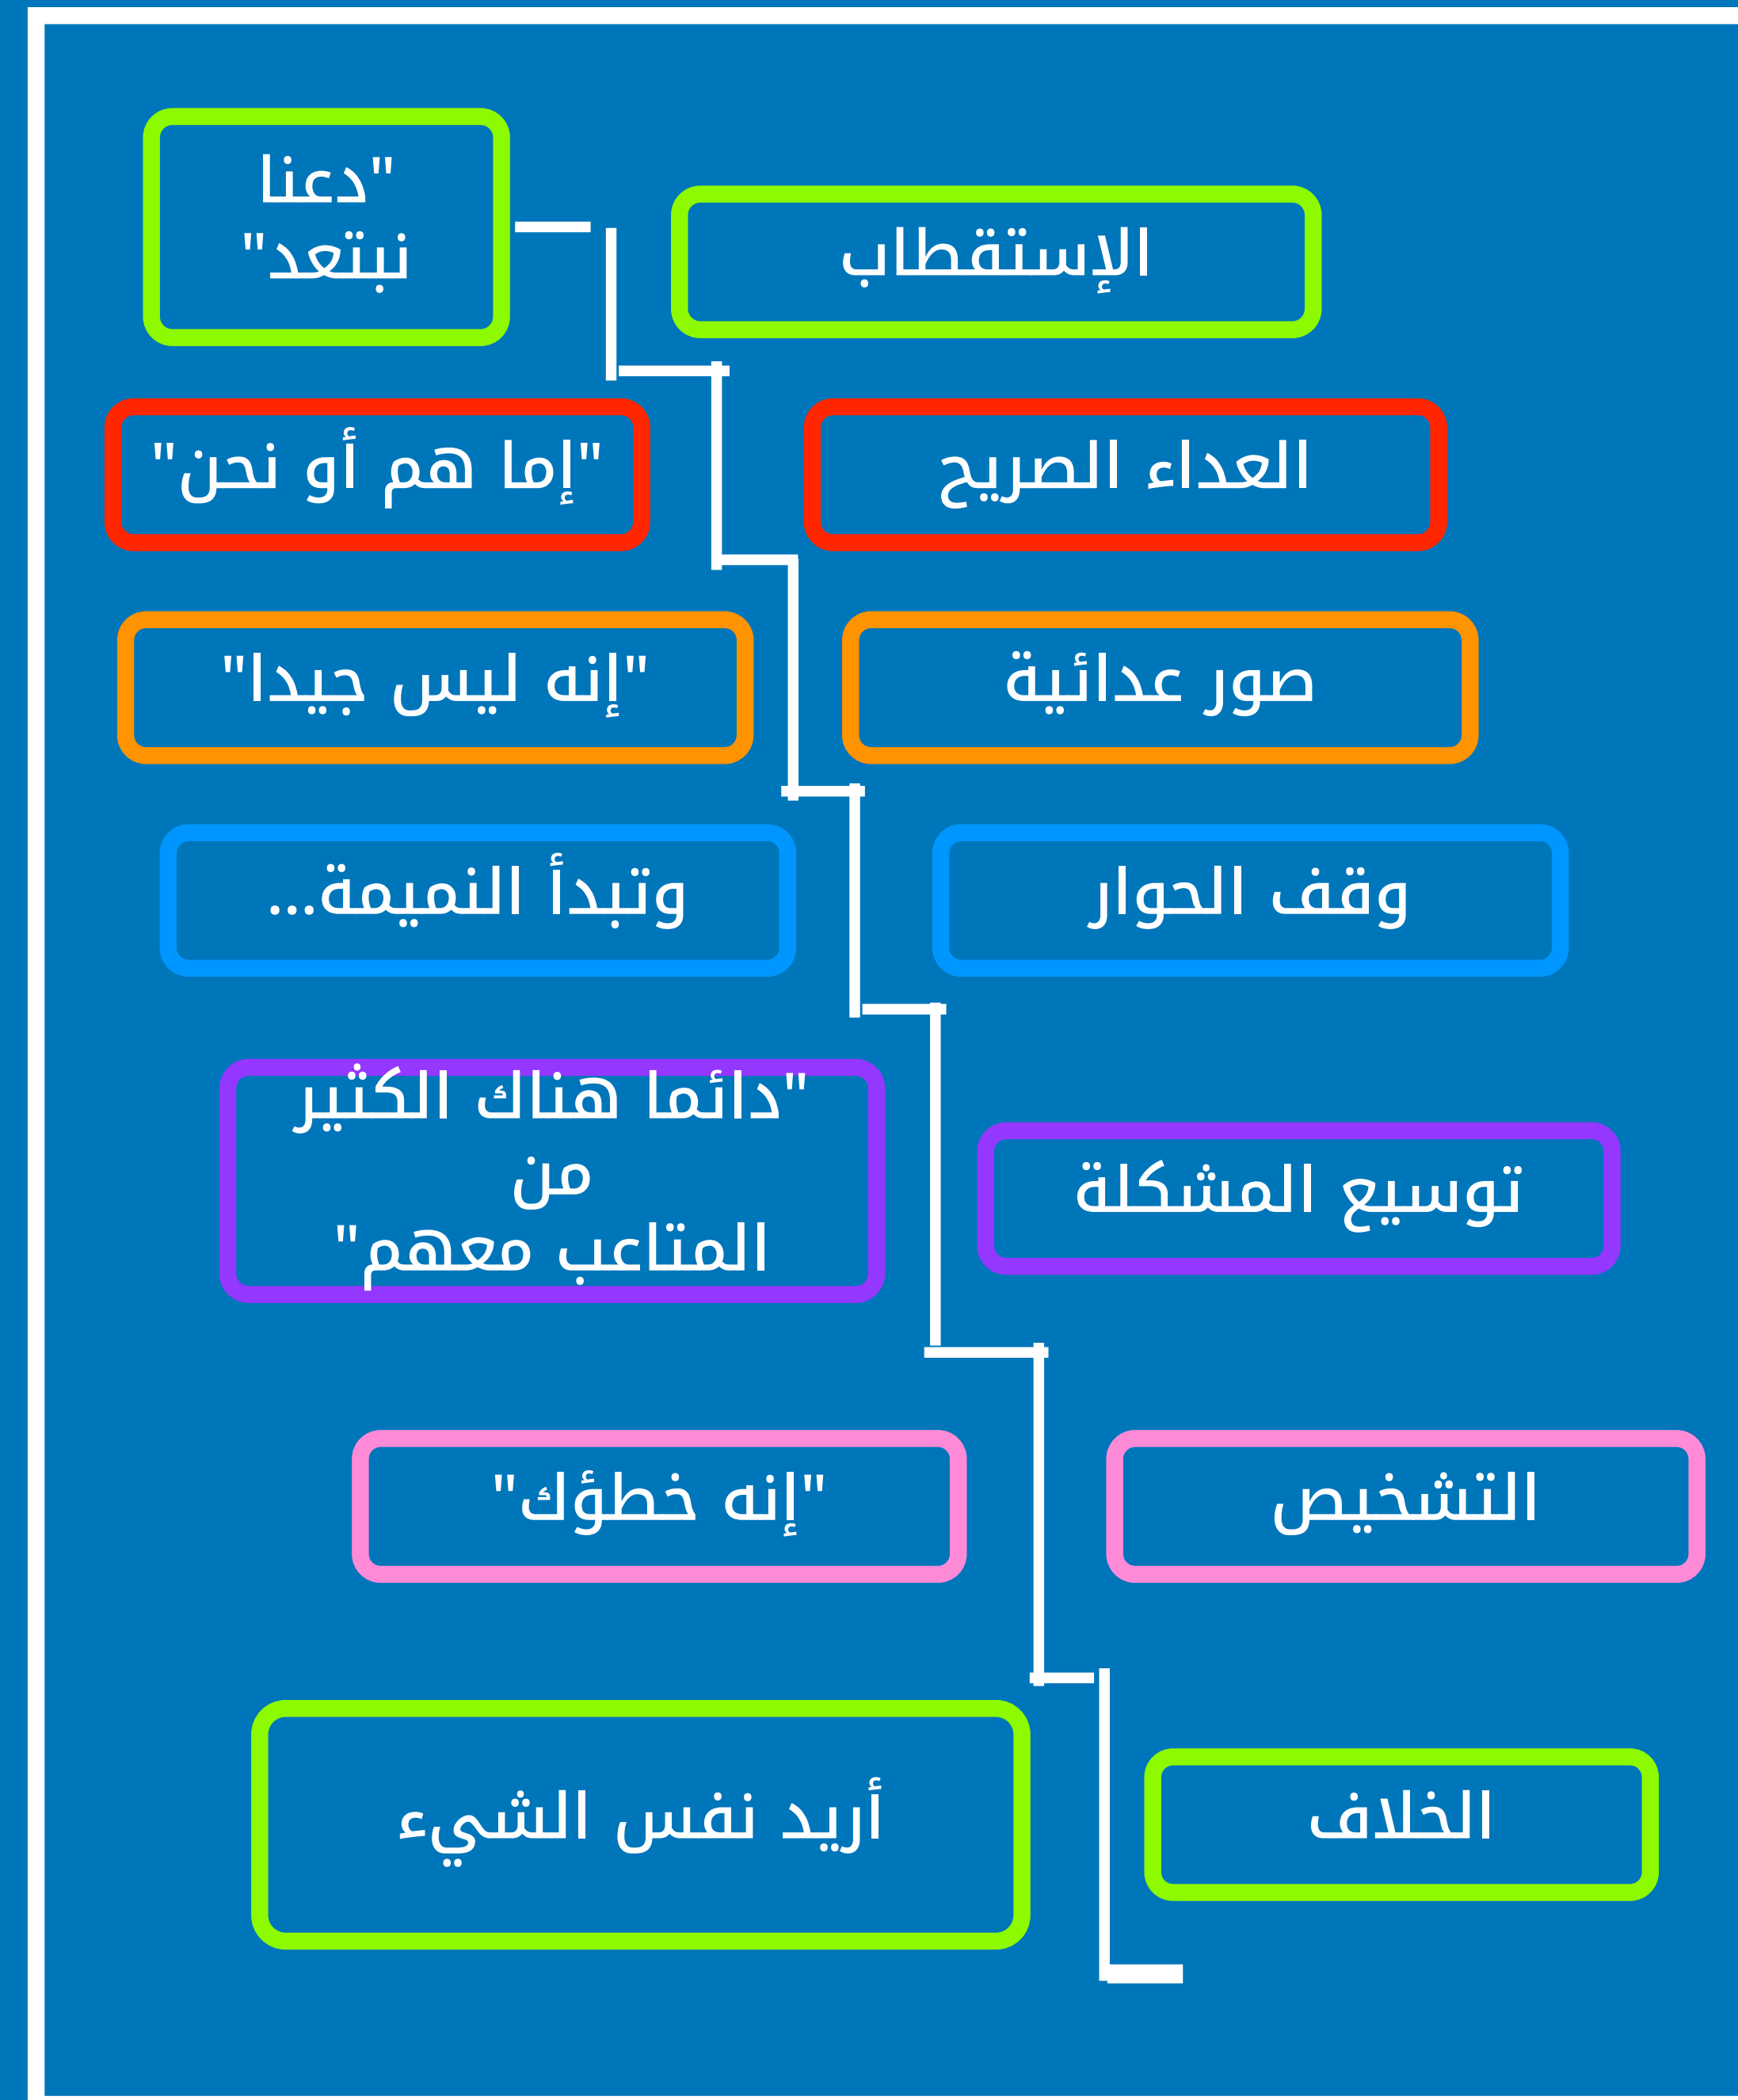 الإستقطاب
"دعنا
نبتعد"
العداء الصريح
"إما هم أو نحن"
صور عدائية
"إنه ليس جيدا"
وقف الحوار
وتبدأ النميمة...
توسيع المشكلة
"دائما هناك الكثير
من
المتاعب معهم"
التشخيص
"إنه خطؤك"
الخلاف
أريد نفس الشيء